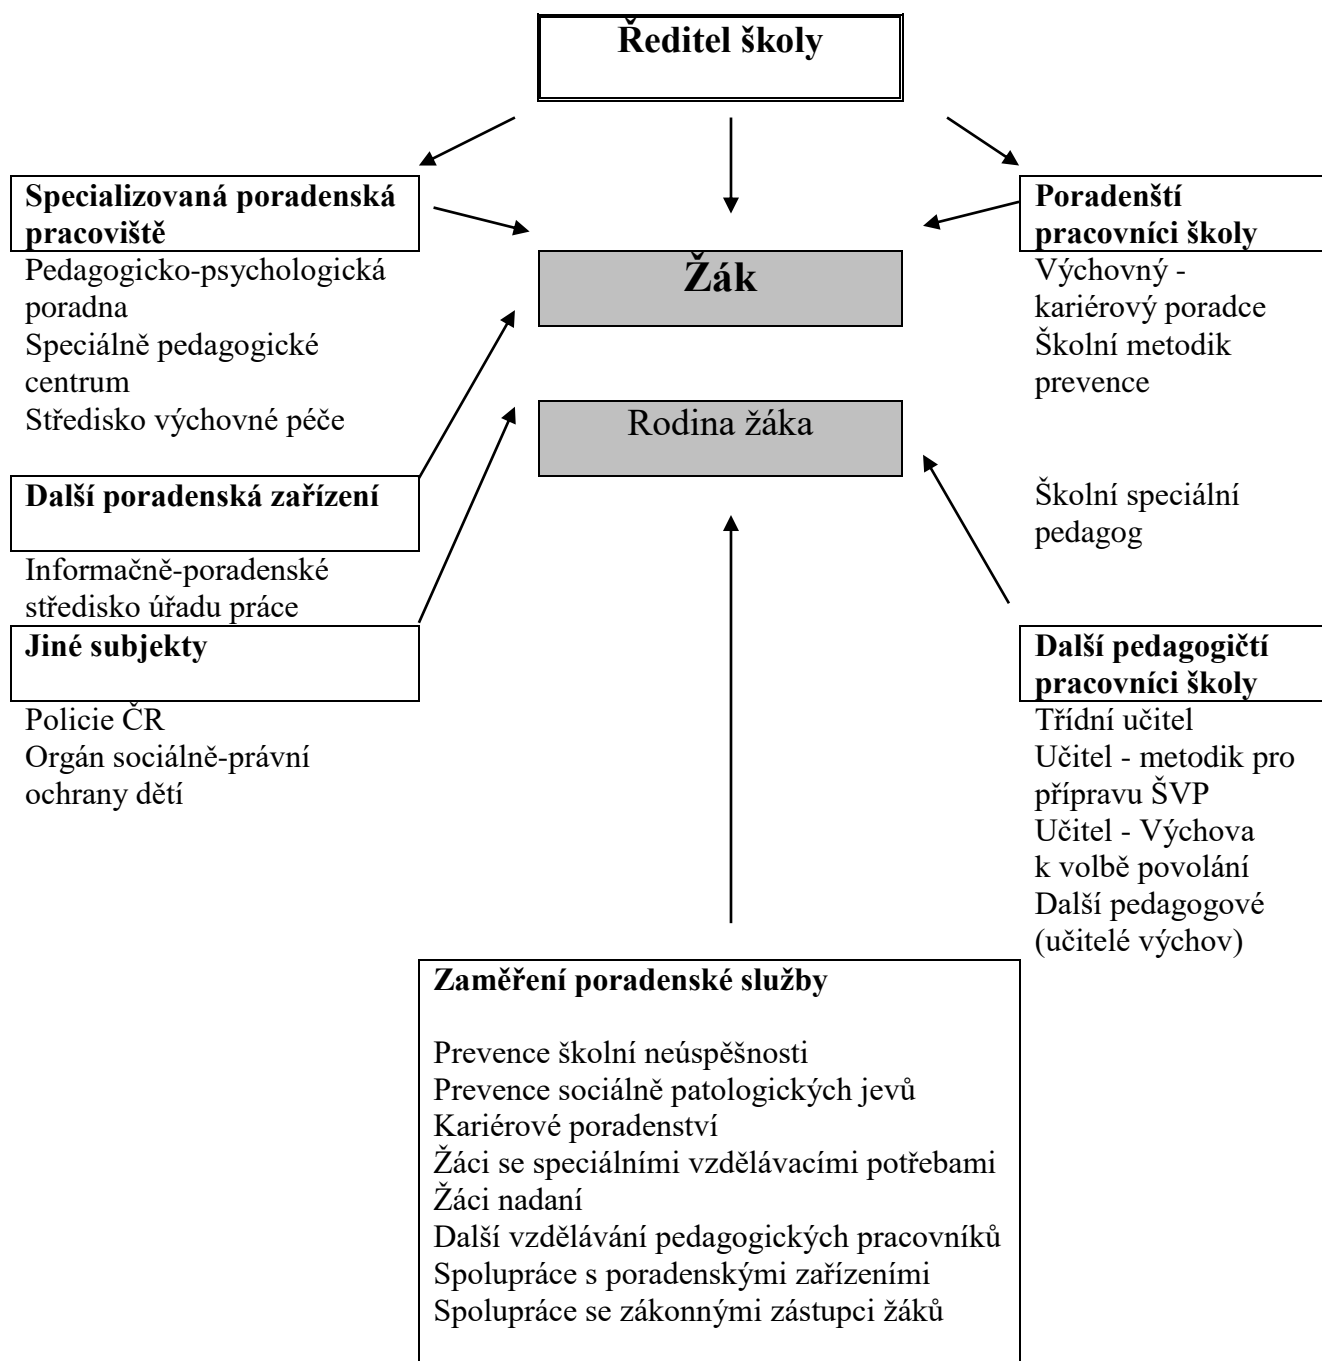 Ředitel školy
Specializovaná poradenská
pracoviště
Pedagogicko-psychologická
poradna
Speciálně pedagogické
centrum
Středisko výchovné péče
Další poradenská zařízení
Informačně-poradenské
středisko úřadu práce
Jiné subjekty
Policie ČR
Orgán sociálně-právní
ochrany dětí
Žák
Rodina žáka
Poradenští
pracovníci školy
Výchovný -
kariérový poradce
Školní metodik
prevence
Školní speciální
pedagog
Další pedagogičtí
pracovníci školy
Třídní učitel
Učitel - metodik pro
přípravu ŠVP
Učitel - Výchova
k volbě povolání
Další pedagogové
(učitelé výchov)
Zaměření poradenské služby
Prevence školní neúspěšnosti
Prevence sociálně patologických jevů
Kariérové poradenství
Žáci se speciálními vzdělávacími potřebami
Žáci nadaní
Další vzdělávání pedagogických pracovníků
Spolupráce s poradenskými zařízeními
Spolupráce se zákonnými zástupci žáků